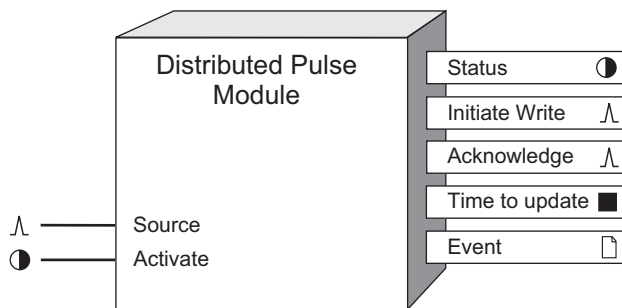 Distributed Pulse
Module
Source
Activate
Status
Initiate Write
Acknowledge
Time to update
Event